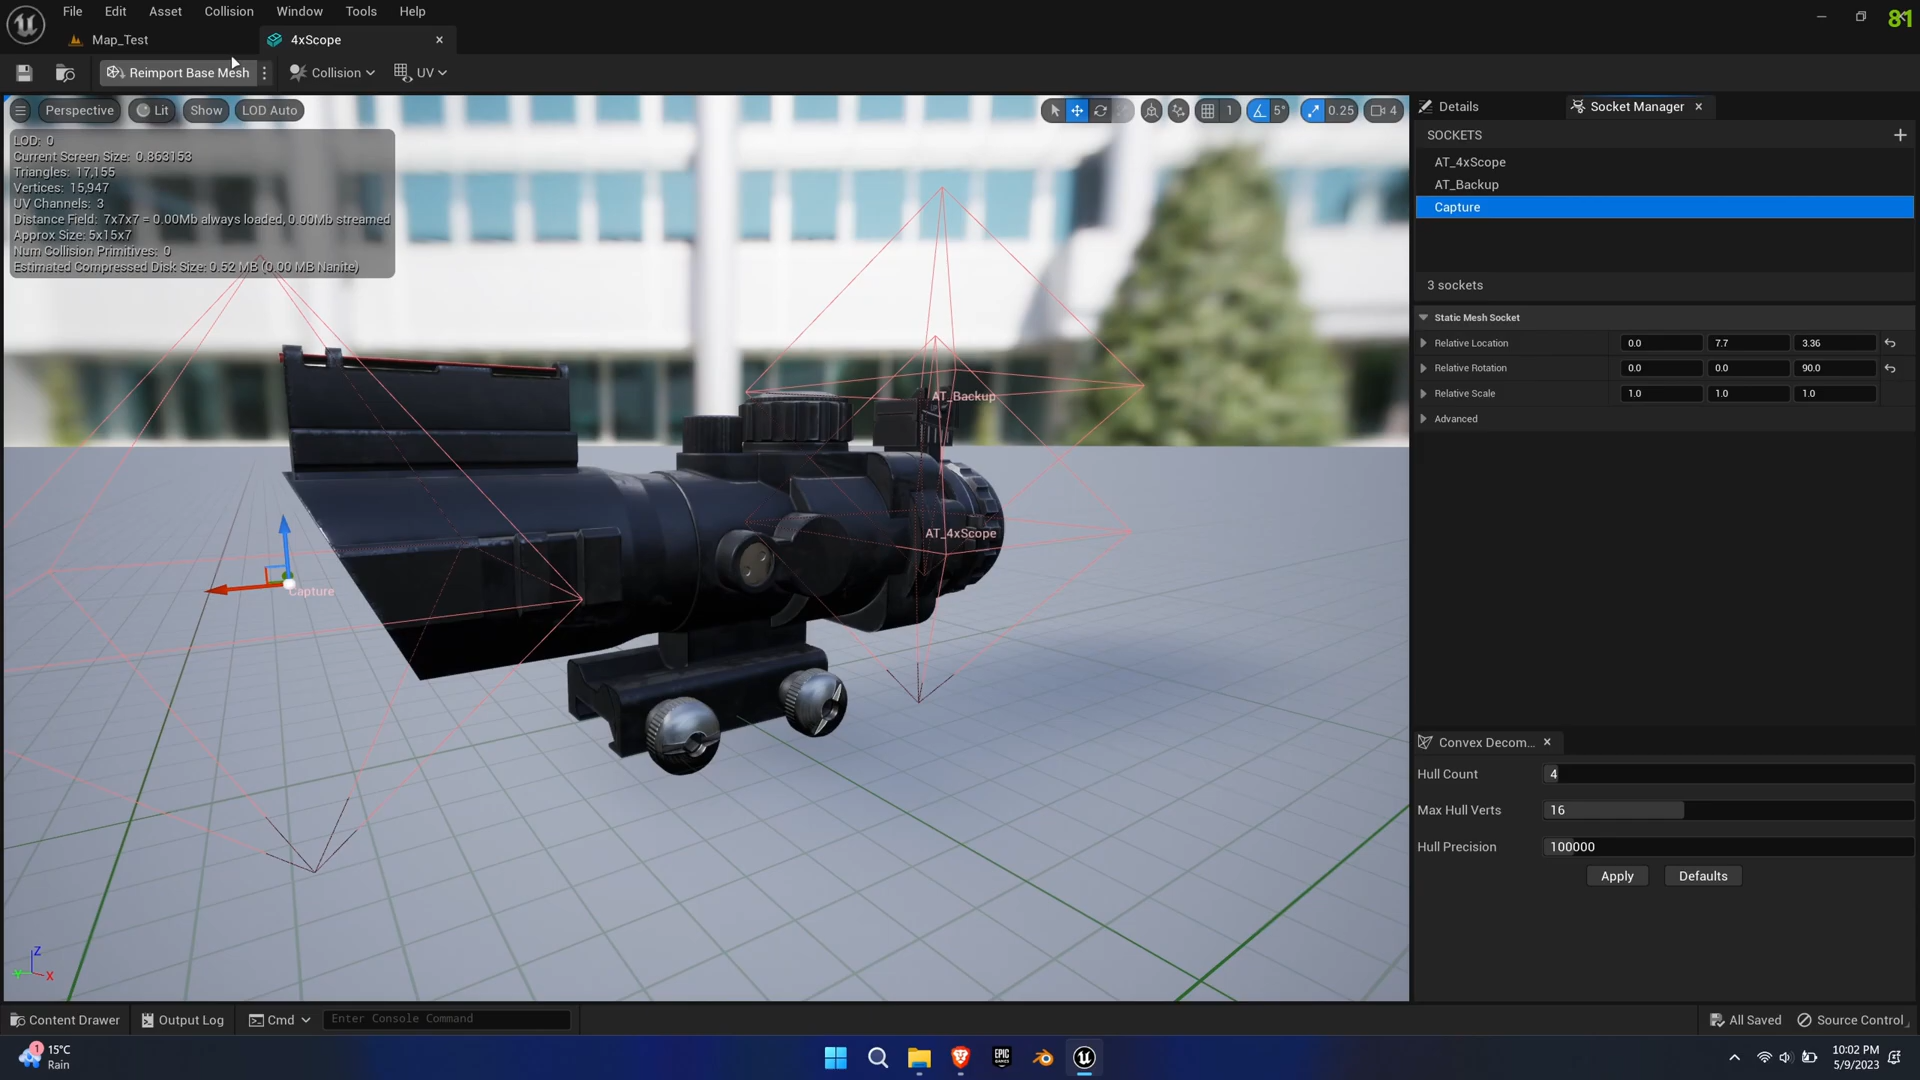 File Edit Asset Collision Window Tools Help
81
Map_Test
4xScope
Reimport Base Mesh
Collision
UV
Perspective
Lit
Show
LOD Auto
1
5°
0.25
4
LOD: 0
Current Screen Size: 0.863153
Triangles: 17,155
Vertices: 15,947
UV Channels: 3
Distance Field: 7x7x7 = 0.00Mb always loaded, 0.00Mb streamed
Approx Size: 5x15x7
Num Collision Primitives: 0
Estimated Compressed Disk Size: 0.52 MB (0.00 MB Nanite)
AT_Backup
AT_4xScope
Capture
Z
Y
X
Details
Socket Manager
SOCKETS
AT_4xScope
AT_Backup
Capture
3 sockets
Static Mesh Socket
Relative Location 0.0 7.7 3.36
Relative Rotation 0.0 0.0 90.0
Relative Scale 1.0 1.0 1.0
Advanced
Convex Decom...
Hull Count 4
Max Hull Verts 16
Hull Precision 100000
Apply Defaults
Content Drawer
Output Log
Cmd
Enter Console Command
All Saved
Source Control
1
15°C
Rain
EPIC
GAMES
10:02 PM
5/9/2023